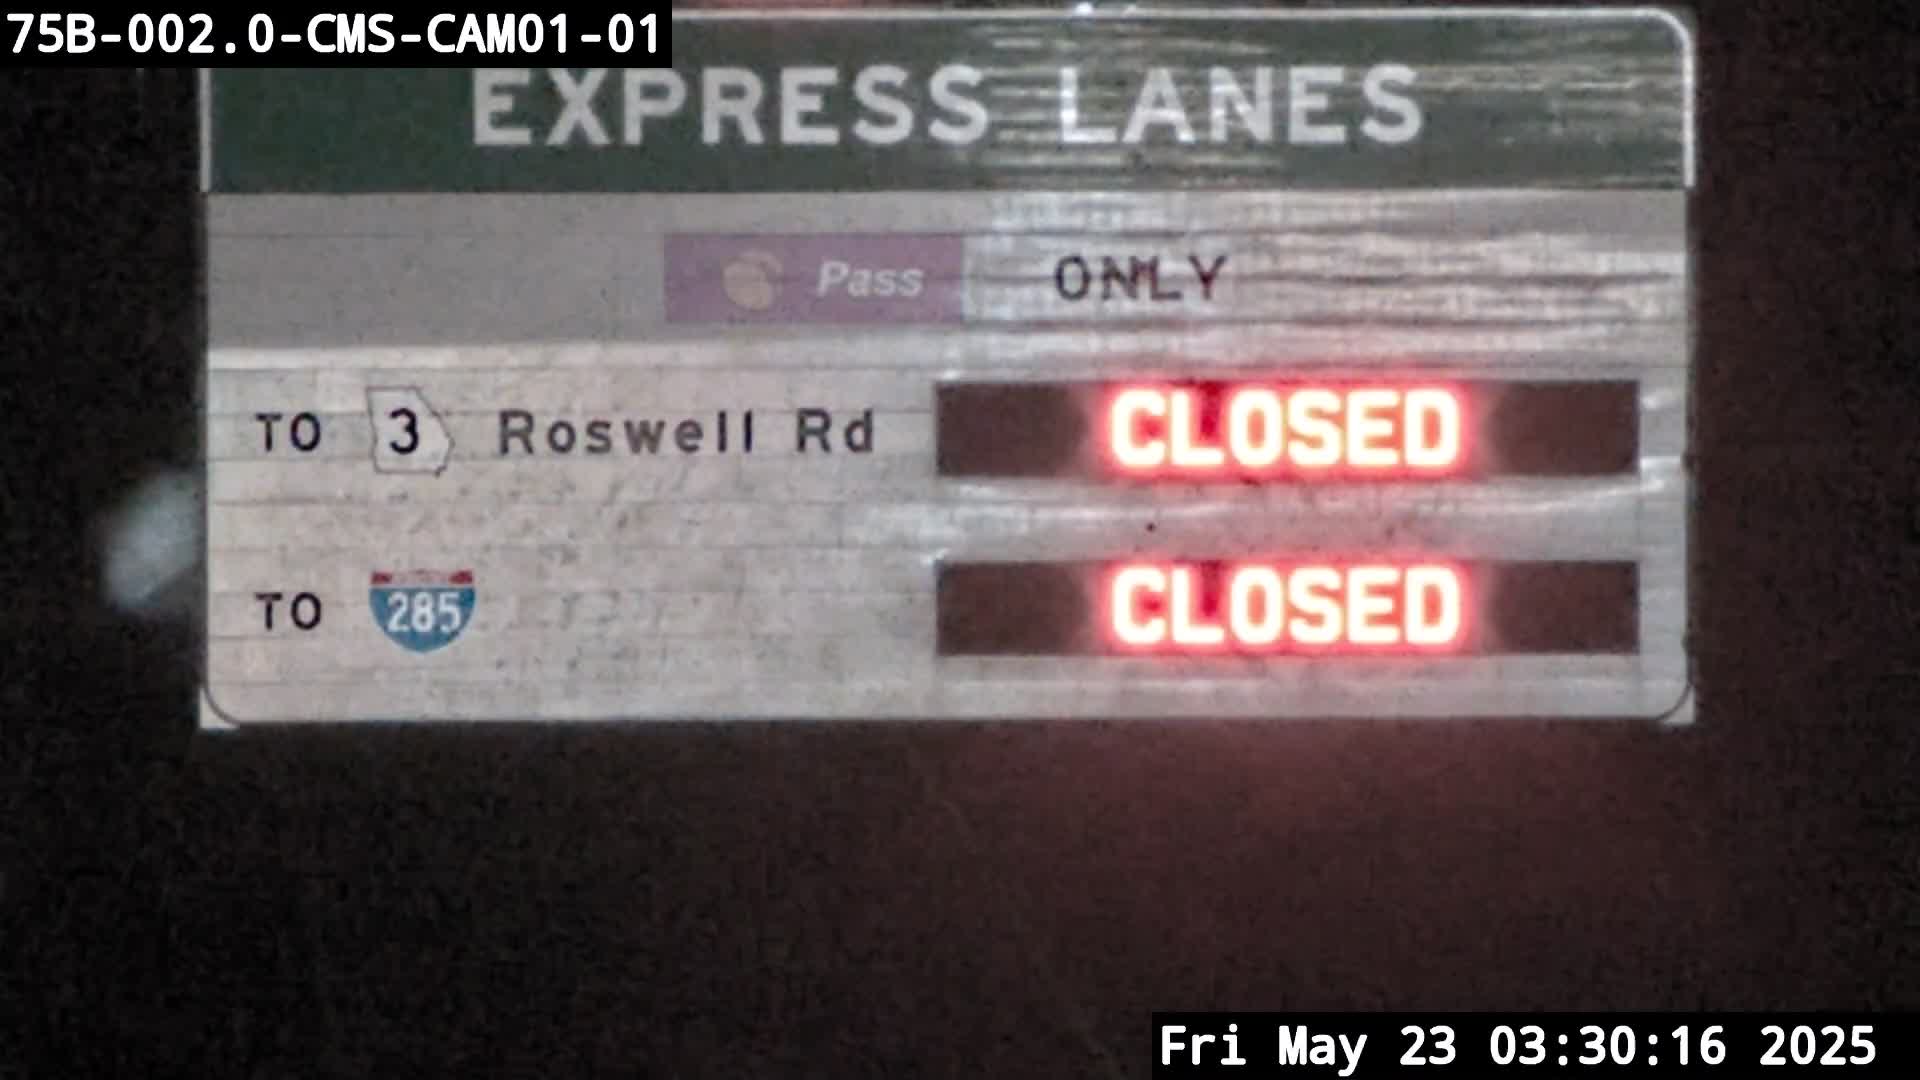 75B-002.0-CMS-CAM01-01
EXPRESS LANES
Pass ONLY
TO 3 Roswell Rd CLOSED
TO 285 CLOSED
Fri May 23 03:30:16 2025